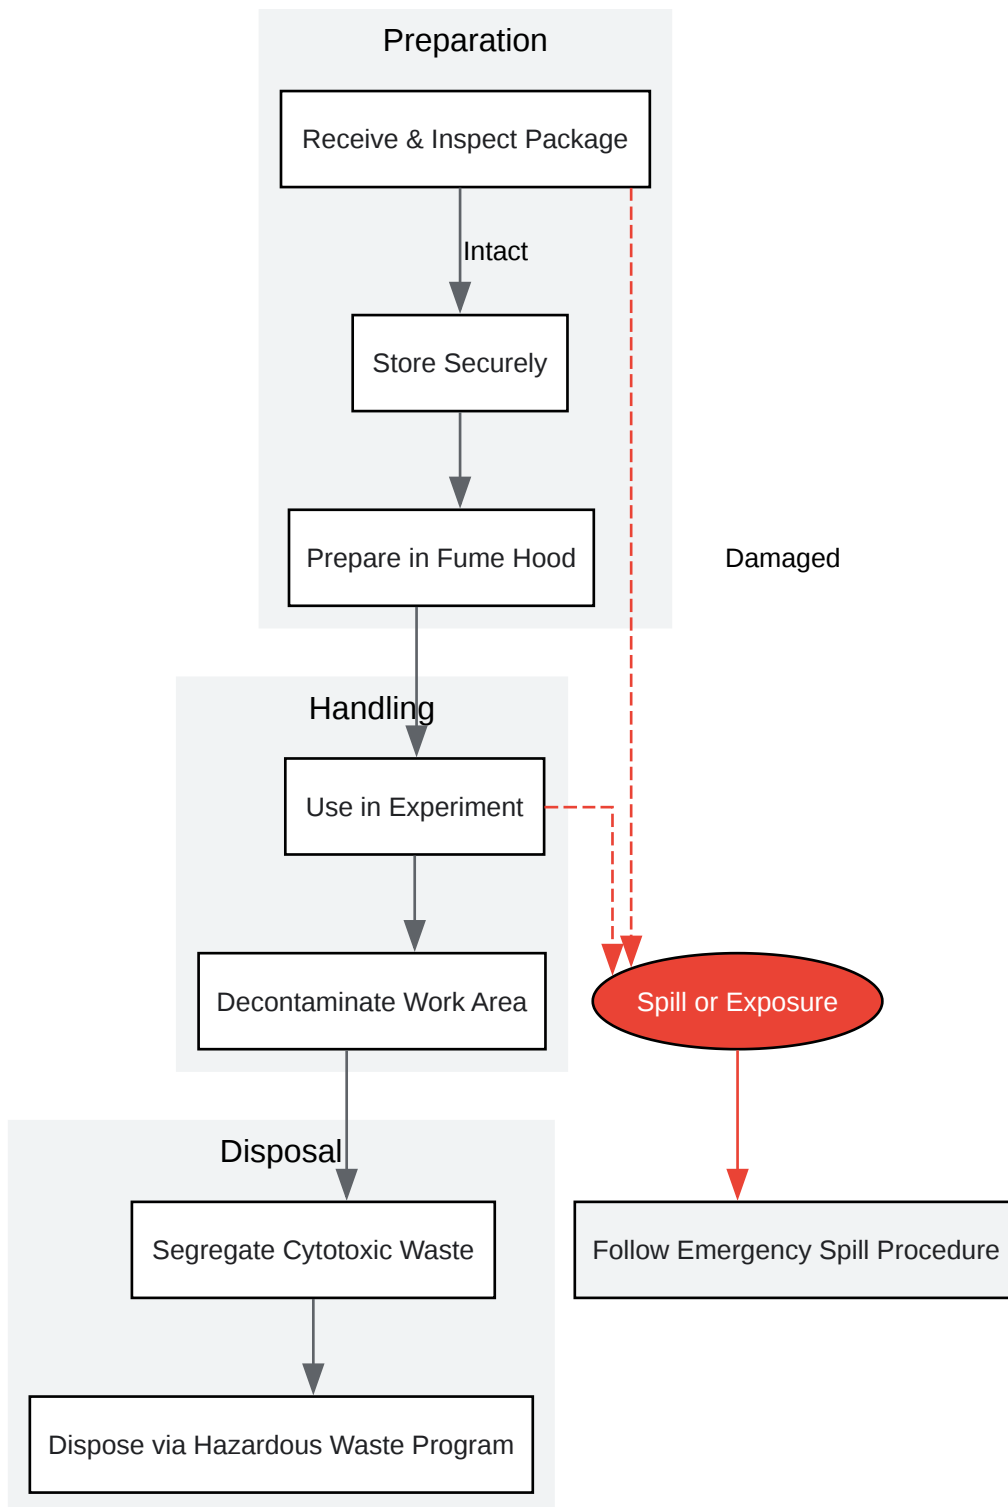 Preparation
Receive & Inspect Package
Intact
Store Securely
Prepare in Fume Hood
Damaged
Handling
Use in Experiment
Decontaminate Work Area
Spill or Exposure
Disposal
Segregate Cytotoxic Waste
Follow Emergency Spill Procedure
Dispose via Hazardous Waste Program